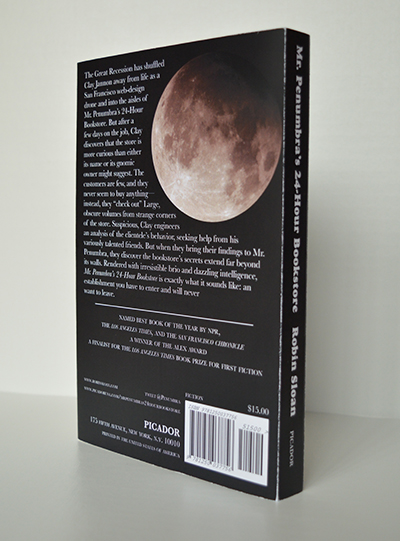 The Great Recession has shuffled
Clay Jannon away from life as a
San Francisco web-design
drone and into the aisles of
Mr. Penumbra's 24-Hour
Bookstore. But after a
few days on the job, Clay
discovers that the store is
more curious than either
its name or its gnomic
owner might suggest. The
customers are few, and they
never seem to buy anything—
instead, they "check out" large,
obscure volumes from strange corners
of the store. Suspicious, Clay engineers
an analysis of the clientele's behavior, seeking help from his
variously talented friends. But when they bring their findings to Mr.
Penumbra, they discover the bookstore's secrets extend far beyond
its walls. Rendered with irresistible brio and dazzling intelligence,
Mr. Penumbra's 24-Hour Bookstore is exactly what it sounds like: an
establishment you have to enter and will never
want to leave.
NAMED BEST BOOK OF THE YEAR BY NPR,
THE LOS ANGELES TIMES, AND THE SAN FRANCISCO CHRONICLE
A WINNER OF THE ALEX AWARD
A FINALIST FOR THE LOS ANGELES TIMES BOOK PRIZE FOR FIRST FICTION
TWEET @PENUMBRA
FICTION
$15.00
51600
PICADOR
175 FIFTH AVENUE, NEW YORK, N.Y. 10010
PRINTED IN THE UNITED STATES OF AMERICA
Mr. Penumbra's 24-Hour Bookstore Robin Sloan PICADOR